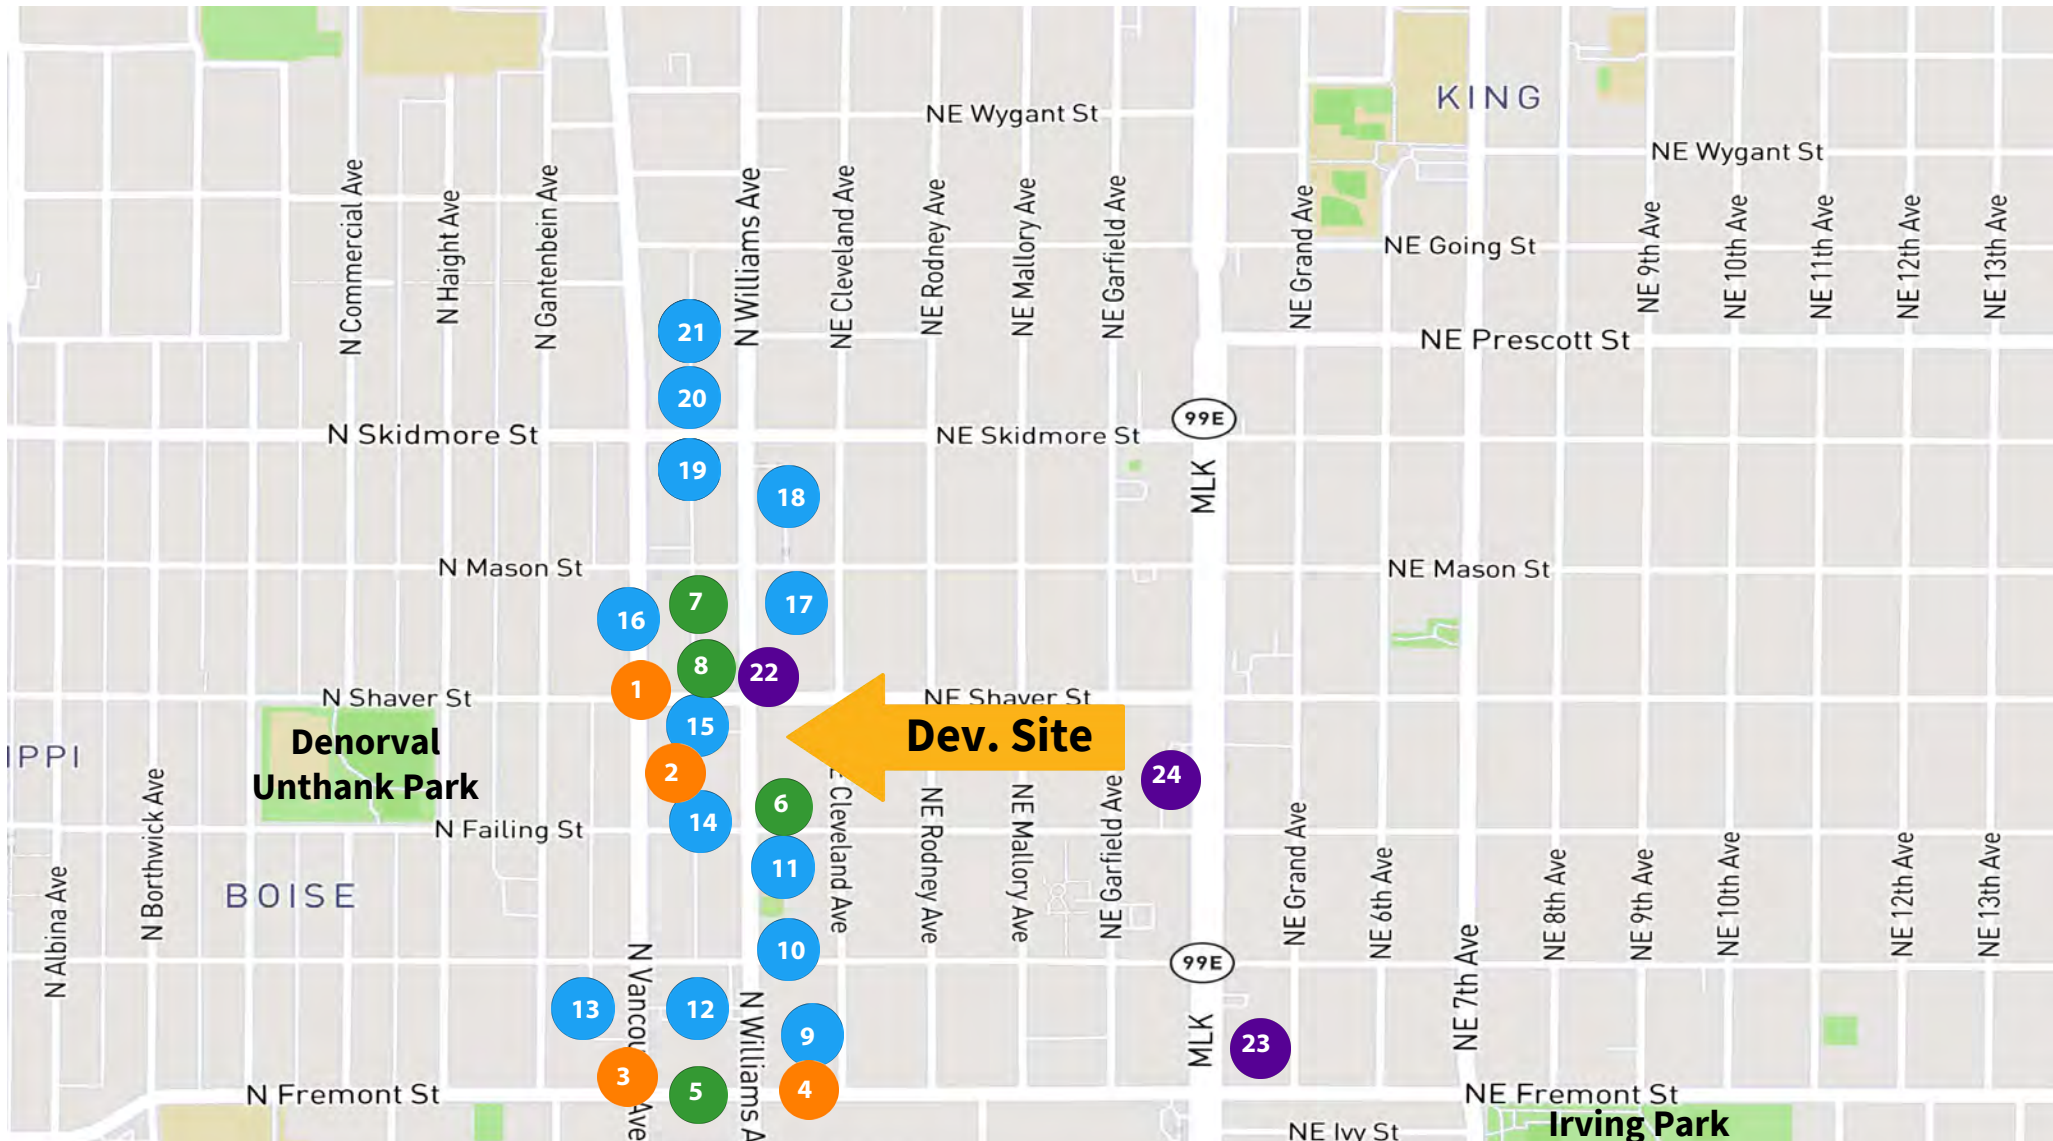 KING
NE Wygant St
NE Wygant St
N Commercial Ave
N Haight Ave
N Gantenbein Ave
N Williams Ave
NE Cleveland Ave
NE Rodney Ave
NE Mallory Ave
NE Garfield Ave
NE Grand Ave
NE Going St
NE 9th Ave
NE 10th Ave
NE 11th Ave
NE 12th Ave
NE 13th Ave
21
NE Prescott St
20
99E
N Skidmore St
NE Skidmore St
19
MLK
18
N Mason St
NE Mason St
16
7
17
8
22
1
N Shaver St
NE Shaver St
15
Dev. Site
Denorval
Unthank Park
IPPI
2
24
6
14
N Failing St
11
Cleveland Ave
NE Rodney Ave
NE Mallory Ave
NE Garfield Ave
NE Grand Ave
NE 6th Ave
NE 7th Ave
NE 8th Ave
NE 9th Ave
NE 10th Ave
NE 12th Ave
NE 13th Ave
N Albina Ave
N Borthwick Ave
BOISE
10
99E
N Vancou
Ave
13
12
N Williams A
9
MLK
23
3
5
4
N Fremont St
NE Fremont St
Irving Park
NE Ivy St